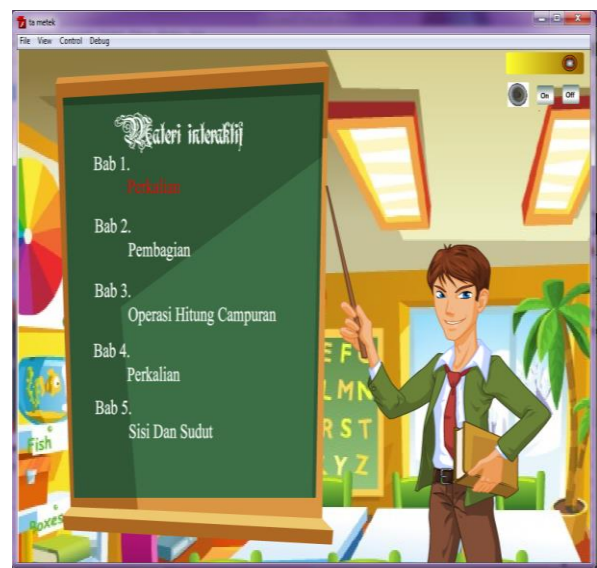 ta metek
File View Control Debug
On Off
Materi interaktif
Bab 1.
Perkalian
Bab 2.
Pembagian
Bab 3.
Operasi Hitung Campuran
Bab 4.
Perkalian
Bab 5.
Sisi Dan Sudut
E F G
L M N
R S T
Y Z
Fish
Boxes